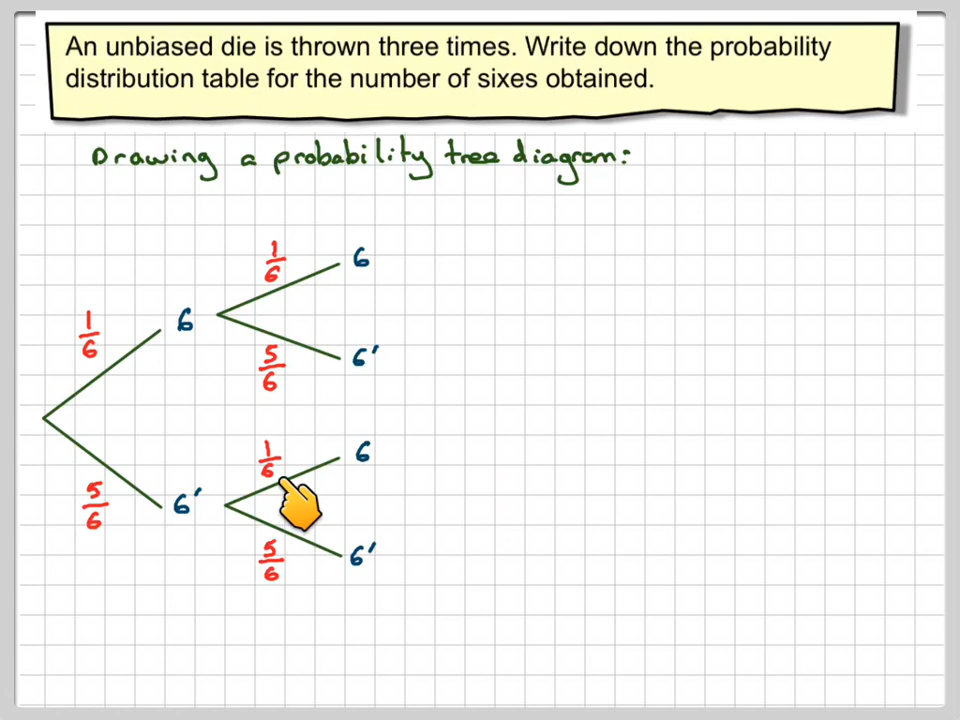 An unbiased die is thrown three times. Write down the probability
distribution table for the number of sixes obtained.
Drawing a probability tree diagram:
1/6 6
1/6 6
5/6 6'
1/6 6
5/6 6'
5/6 6'